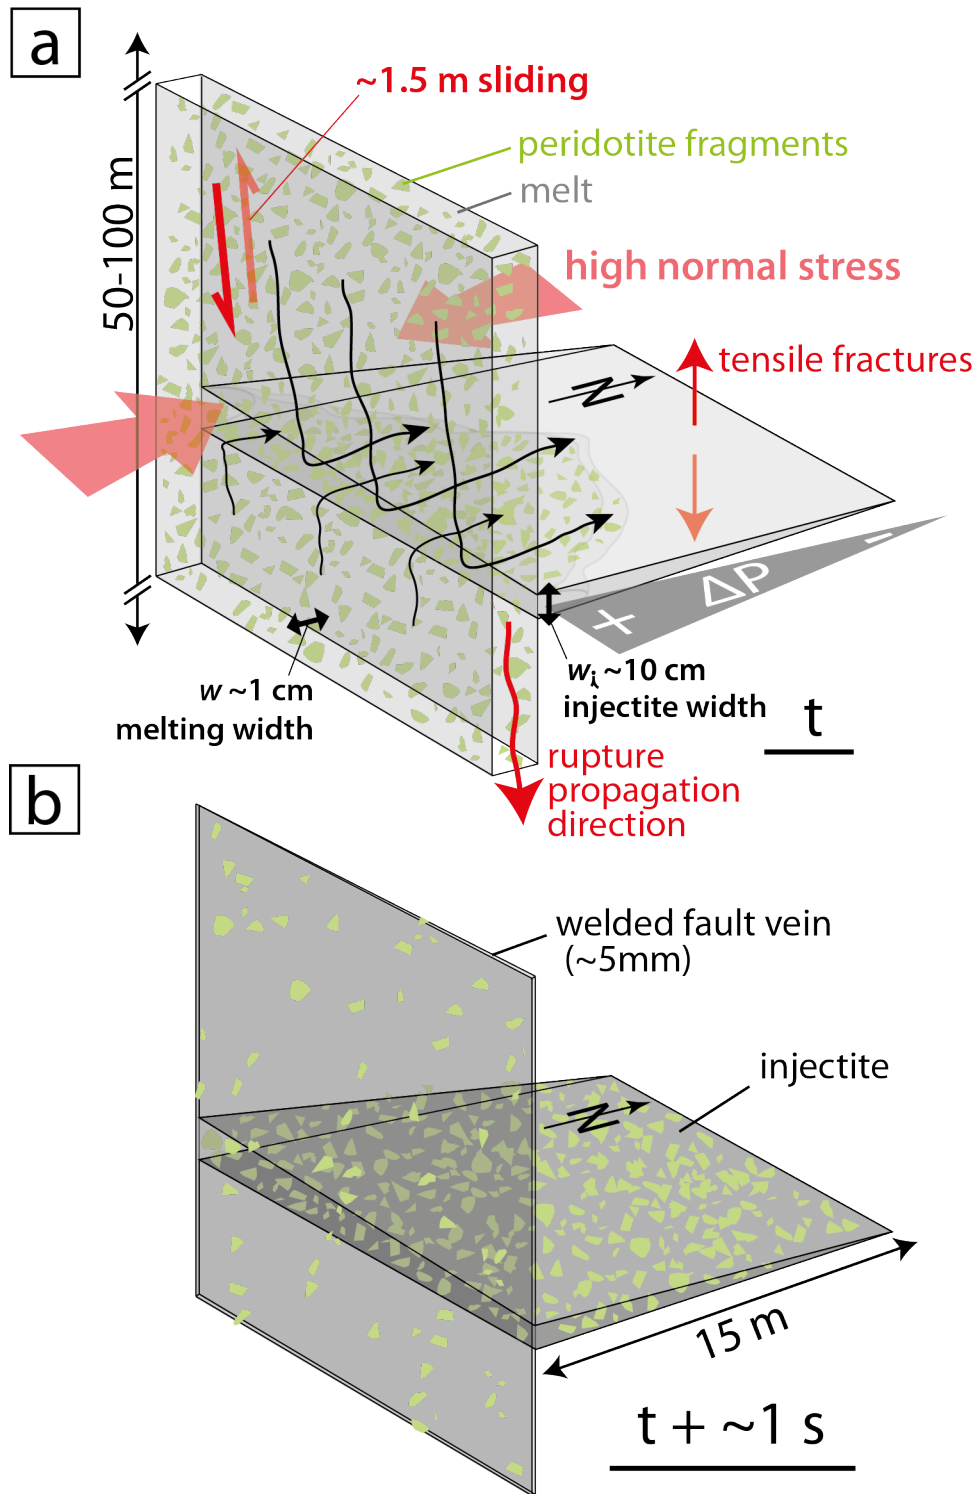 a
~1.5 m sliding
peridotite fragments
melt
50-100 m
high normal stress
tensile fractures
N
+ ΔP -
w ~1 cm
melting width
wi ~10 cm
injectite width
t
rupture
propagation
direction
b
welded fault vein
(~5mm)
injectite
N
15 m
t + ~1 s